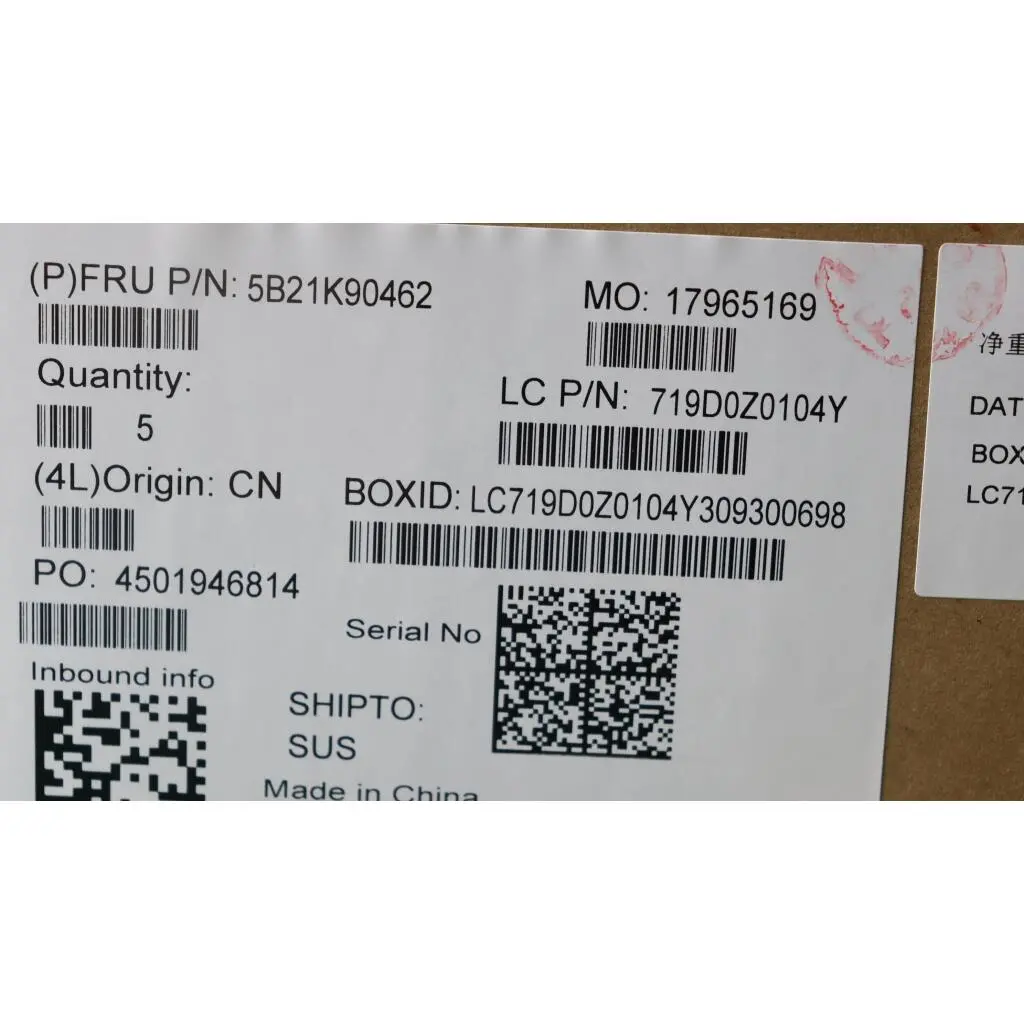 (P)FRU P/N: 5B21K90462
MO: 17965169
Quantity:
5
LC P/N: 719D0Z0104Y
(4L)Origin: CN
BOXID: LC719D0Z0104Y309300698
PO: 4501946814
Serial No
Inbound info
SHIPTO:
SUS
Made in China
净重
DAT
BOX
LC71